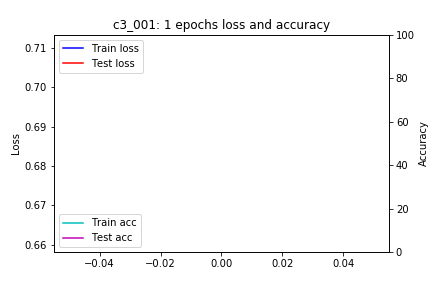 c3_001: 1 epochs loss and accuracy
Train loss
Test loss
Train acc
Test acc
Loss
0.71
0.70
0.69
0.68
0.67
0.66
Accuracy
100
80
60
40
20
0
−0.04
−0.02
0.00
0.02
0.04